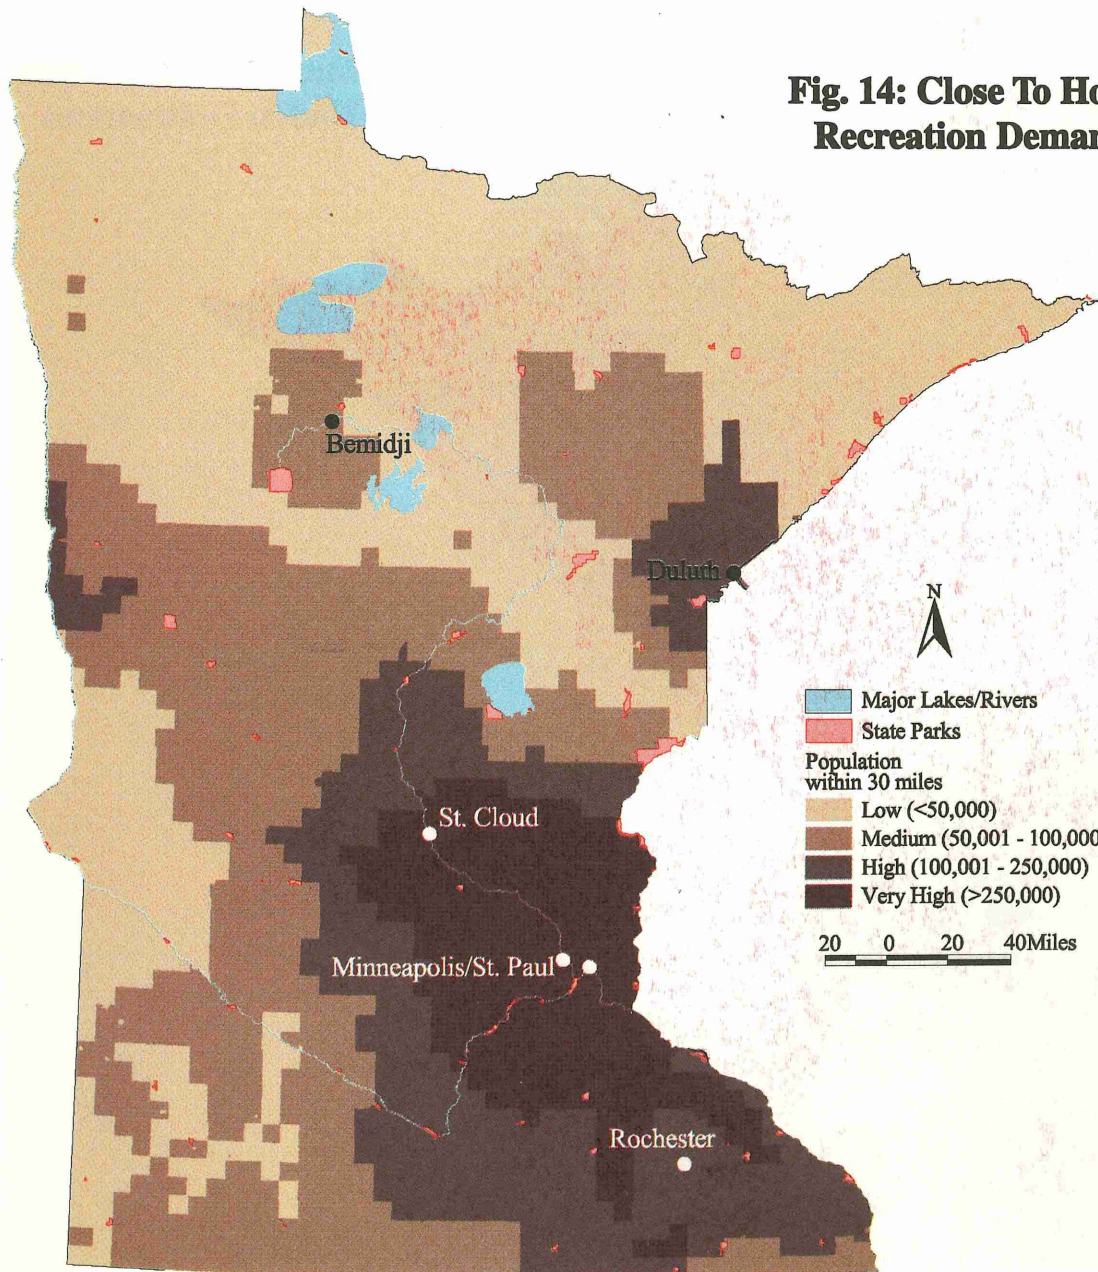 Fig. 14: Close To Ho
Recreation Deman
Bemidji
Duluth
N
Major Lakes/Rivers
State Parks
Population
within 30 miles
Low (<50,000)
Medium (50,001 - 100,000
High (100,001 - 250,000)
Very High (>250,000)
20 0 20 40Miles
St. Cloud
Minneapolis/St. Paul
Rochester